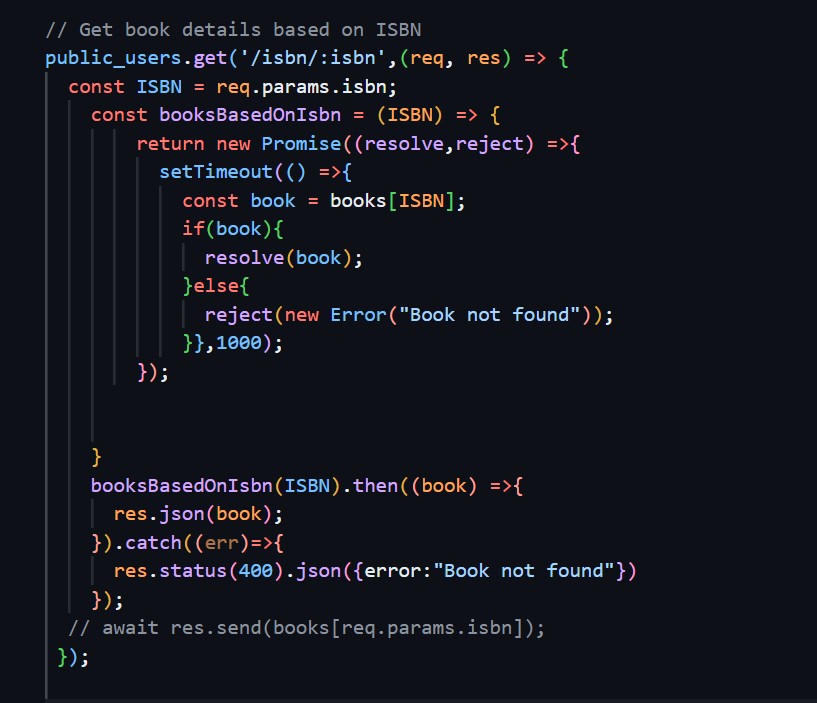 // Get book details based on ISBN
public_users.get('/isbn/:isbn',(req, res) => {
const ISBN = req.params.isbn;
const booksBasedOnIsbn = (ISBN) => {
return new Promise((resolve,reject) =>{
setTimeout(() =>{
const book = books[ISBN];
if(book){
resolve(book);
}else{
reject(new Error("Book not found"));
}},1000);
});
}
booksBasedOnIsbn(ISBN).then((book) =>{
res.json(book);
}).catch((err)=>{
res.status(400).json({error:"Book not found"})
});
// await res.send(books[req.params.isbn]);
});